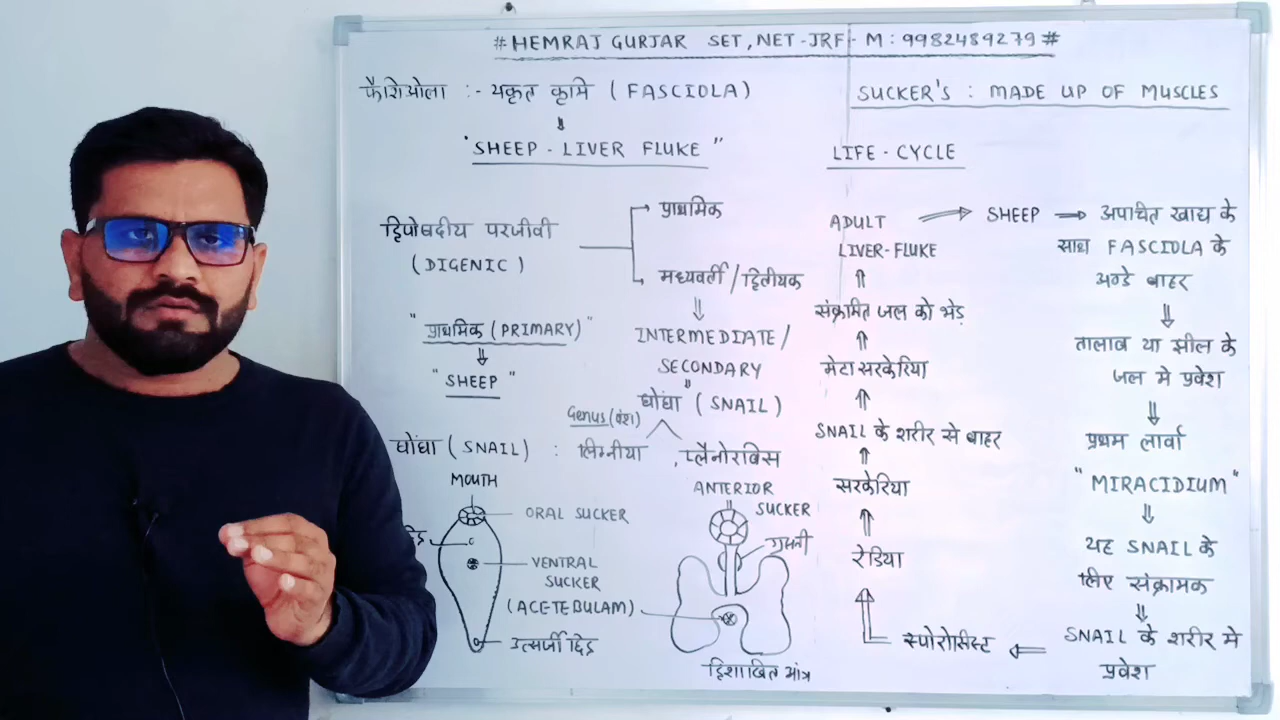 #HEMRAJ GURJAR SET, NET-JRF- M: 9982489279#
फैशिओला :- यकृत कृमि (FASCIOLA)
⇓
"SHEEP - LIVER FLUKE"
द्विपोषदीय परजीवी
(DIGENIC)
प्राथमिक
मध्यवर्ती/द्वितीयक
⇓
"प्राथमिक (PRIMARY)"
⇓
"SHEEP"
INTERMEDIATE/
SECONDARY
"घोंघा (SNAIL)
Genus (वंश)
घोंघा (SNAIL) : लिम्नीया, प्लैनोरबिस
MOUTH
ORAL SUCKER
VENTRAL
SUCKER
(ACETEBULAM)
उत्सर्जी छिद्र
ANTERIOR
SUCKER
ग्रसनी
द्विशाखित आंत्र
SUCKER'S : MADE UP OF MUSCLES
LIFE - CYCLE
ADULT
LIVER-FLUKE
⇒ SHEEP → अपाचित खाद्य के
साथ FASCIOLA के
अण्डे बाहर
⇓
तालाब या झील के
जल मे प्रवेश
⇓
प्रथम लार्वा
"MIRACIDIUM"
⇓
यह SNAIL के
लिए संक्रामक
⇓
SNAIL के शरीर मे
प्रवेश
⇐
स्पोरोसिस्ट
रेडिया
⇑
सरकेरिया
⇑
SNAIL के शरीर से बाहर
⇑
मेटा सरकेरिया
⇑
संक्रमित जल को भेड़
⇑